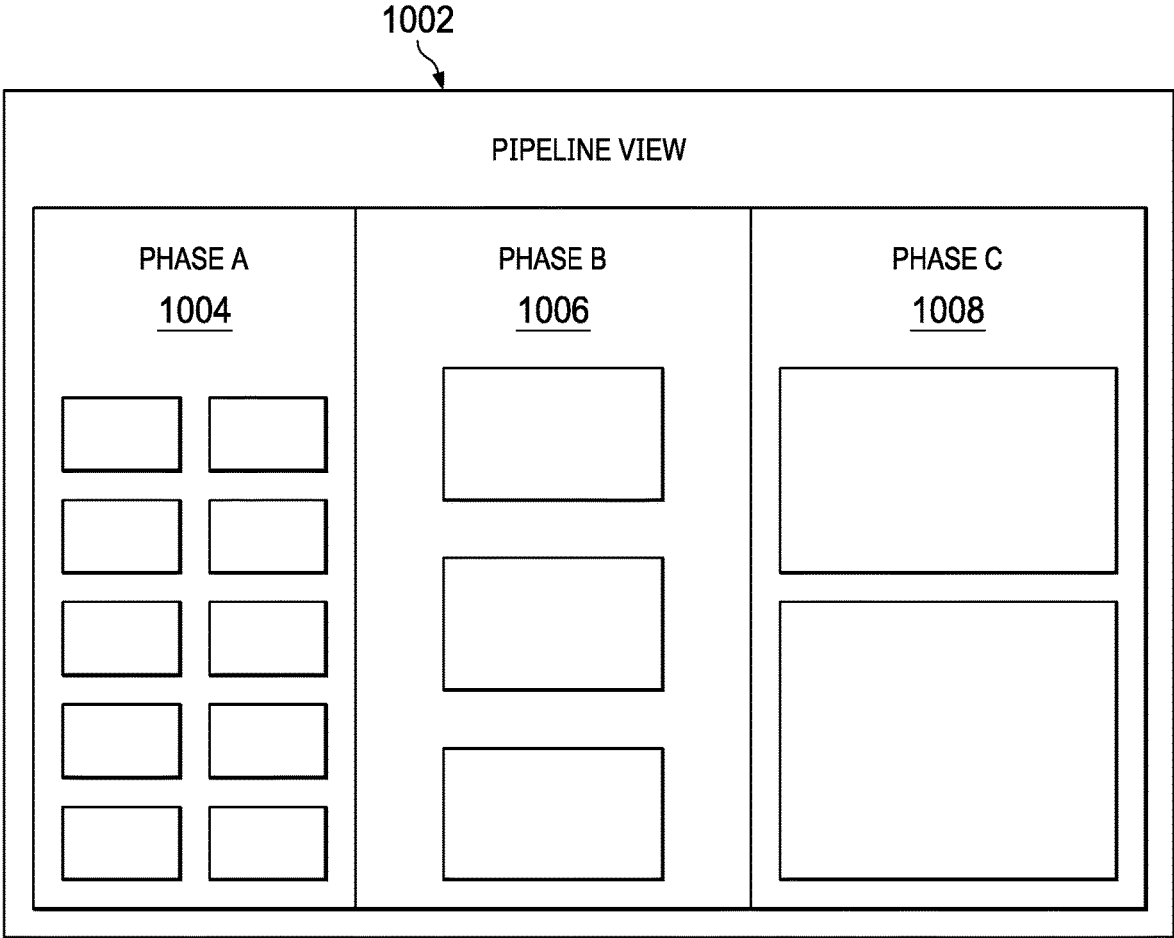 1002
PIPELINE VIEW
PHASE A
1004
PHASE B
1006
PHASE C
1008